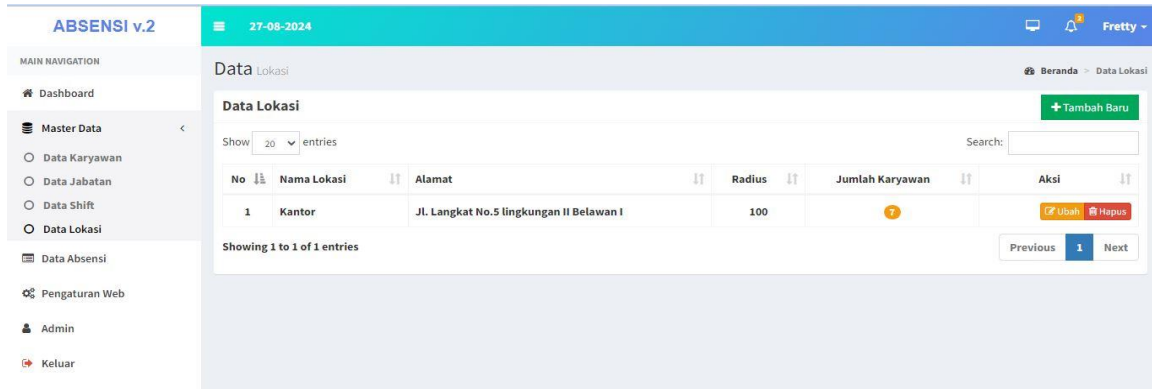 ABSENSI v.2
27-08-2024
2
Fretty
MAIN NAVIGATION
Dashboard
Master Data
Data Karyawan
Data Jabatan
Data Shift
Data Lokasi
Data Absensi
Pengaturan Web
Admin
Keluar
Data Lokasi
Beranda > Data Lokasi
Data Lokasi
+Tambah Baru
Show 20 entries
Search:
No Nama Lokasi Alamat Radius Jumlah Karyawan Aksi
1 Kantor Jl. Langkat No.5 lingkungan II Belawan I 100 7 Ubah Hapus
Showing 1 to 1 of 1 entries
Previous 1 Next